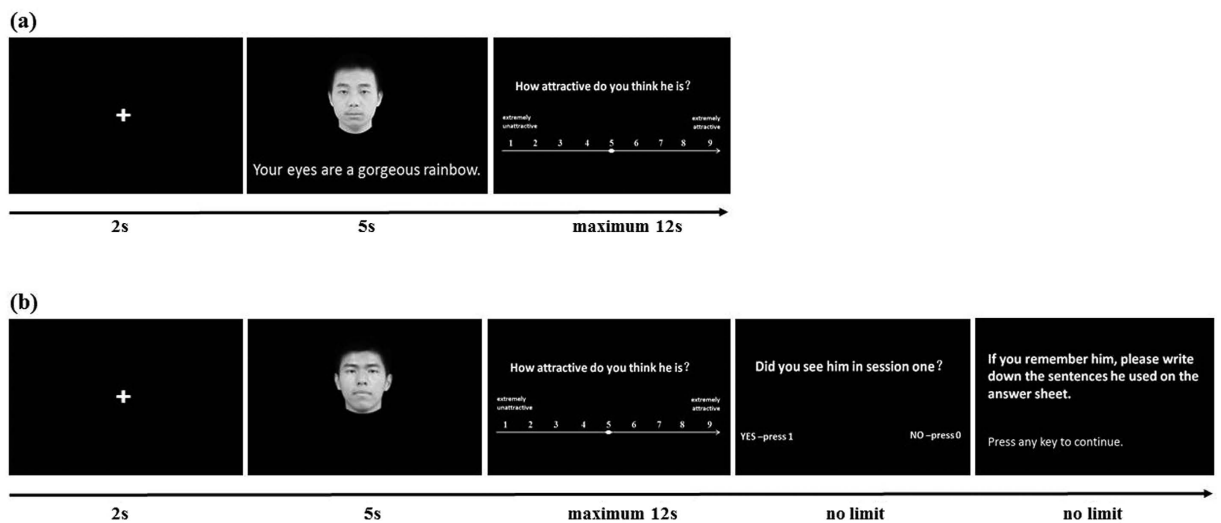 (a)
+
Your eyes are a gorgeous rainbow.
How attractive do you think he is?
extremely unattractive
extremely attractive
1 2 3 4 5 6 7 8 9
2s 5s maximum 12s
(b)
+
How attractive do you think he is?
extremely unattractive
extremely attractive
1 2 3 4 5 6 7 8 9
Did you see him in session one?
YES –press 1
NO –press 0
If you remember him, please write
down the sentences he used on the
answer sheet.
Press any key to continue.
2s 5s maximum 12s no limit no limit